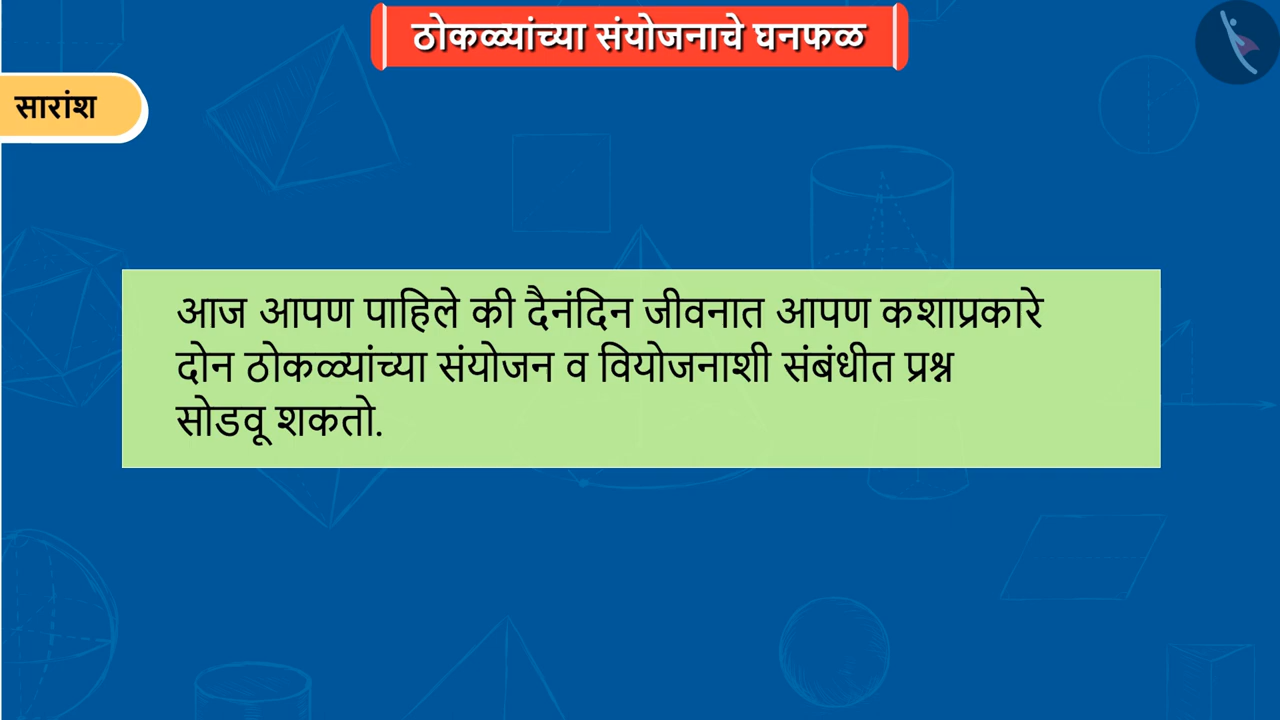 ठोकळ्यांच्या संयोजनाचे घनफळ
सारांश
आज आपण पाहिले की दैनंदिन जीवनात आपण कशाप्रकारे
दोन ठोकळ्यांच्या संयोजन व वियोजनाशी संबंधीत प्रश्न
सोडवू शकतो.